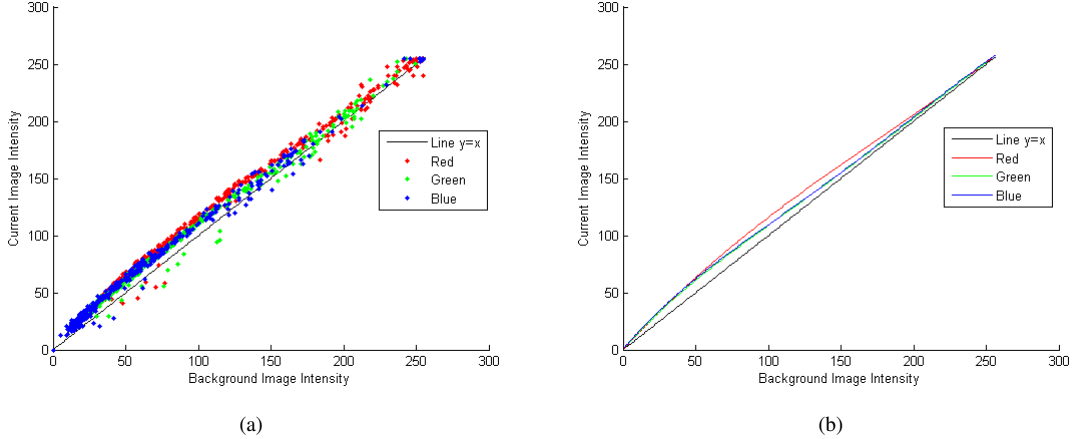 300
250
200
150
100
50
0
Current Image Intensity
Line y=x
Red
Green
Blue
0 50 100 150 200 250 300
Background Image Intensity
(a)
300
250
200
150
100
50
0
Current Image Intensity
Line y=x
Red
Green
Blue
0 50 100 150 200 250 300
Background Image Intensity
(b)